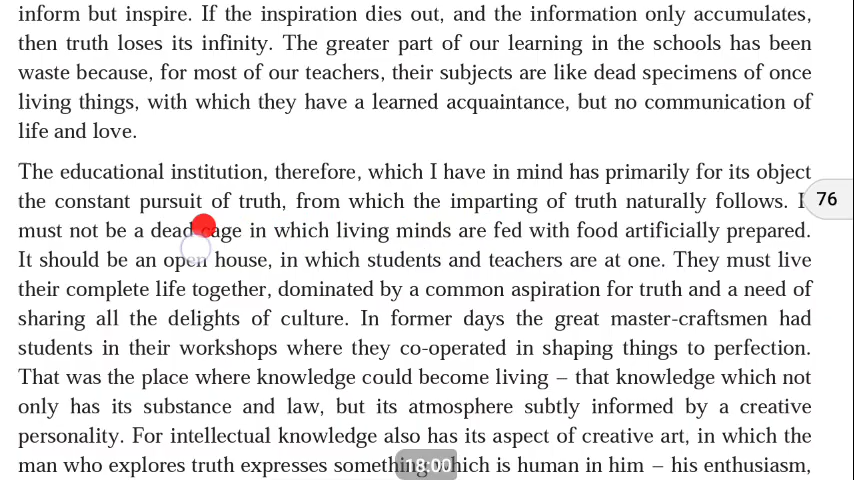 inform but inspire. If the inspiration dies out, and the information only accumulates,
then truth loses its infinity. The greater part of our learning in the schools has been
waste because, for most of our teachers, their subjects are like dead specimens of once
living things, with which they have a learned acquaintance, but no communication of
life and love.
The educational institution, therefore, which I have in mind has primarily for its object
the constant pursuit of truth, from which the imparting of truth naturally follows. It
76
must not be a dead cage in which living minds are fed with food artificially prepared.
It should be an open house, in which students and teachers are at one. They must live
their complete life together, dominated by a common aspiration for truth and a need of
sharing all the delights of culture. In former days the great master-craftsmen had
students in their workshops where they co-operated in shaping things to perfection.
That was the place where knowledge could become living – that knowledge which not
only has its substance and law, but its atmosphere subtly informed by a creative
personality. For intellectual knowledge also has its aspect of creative art, in which the
man who explores truth expresses something which is human in him – his enthusiasm,
18:00